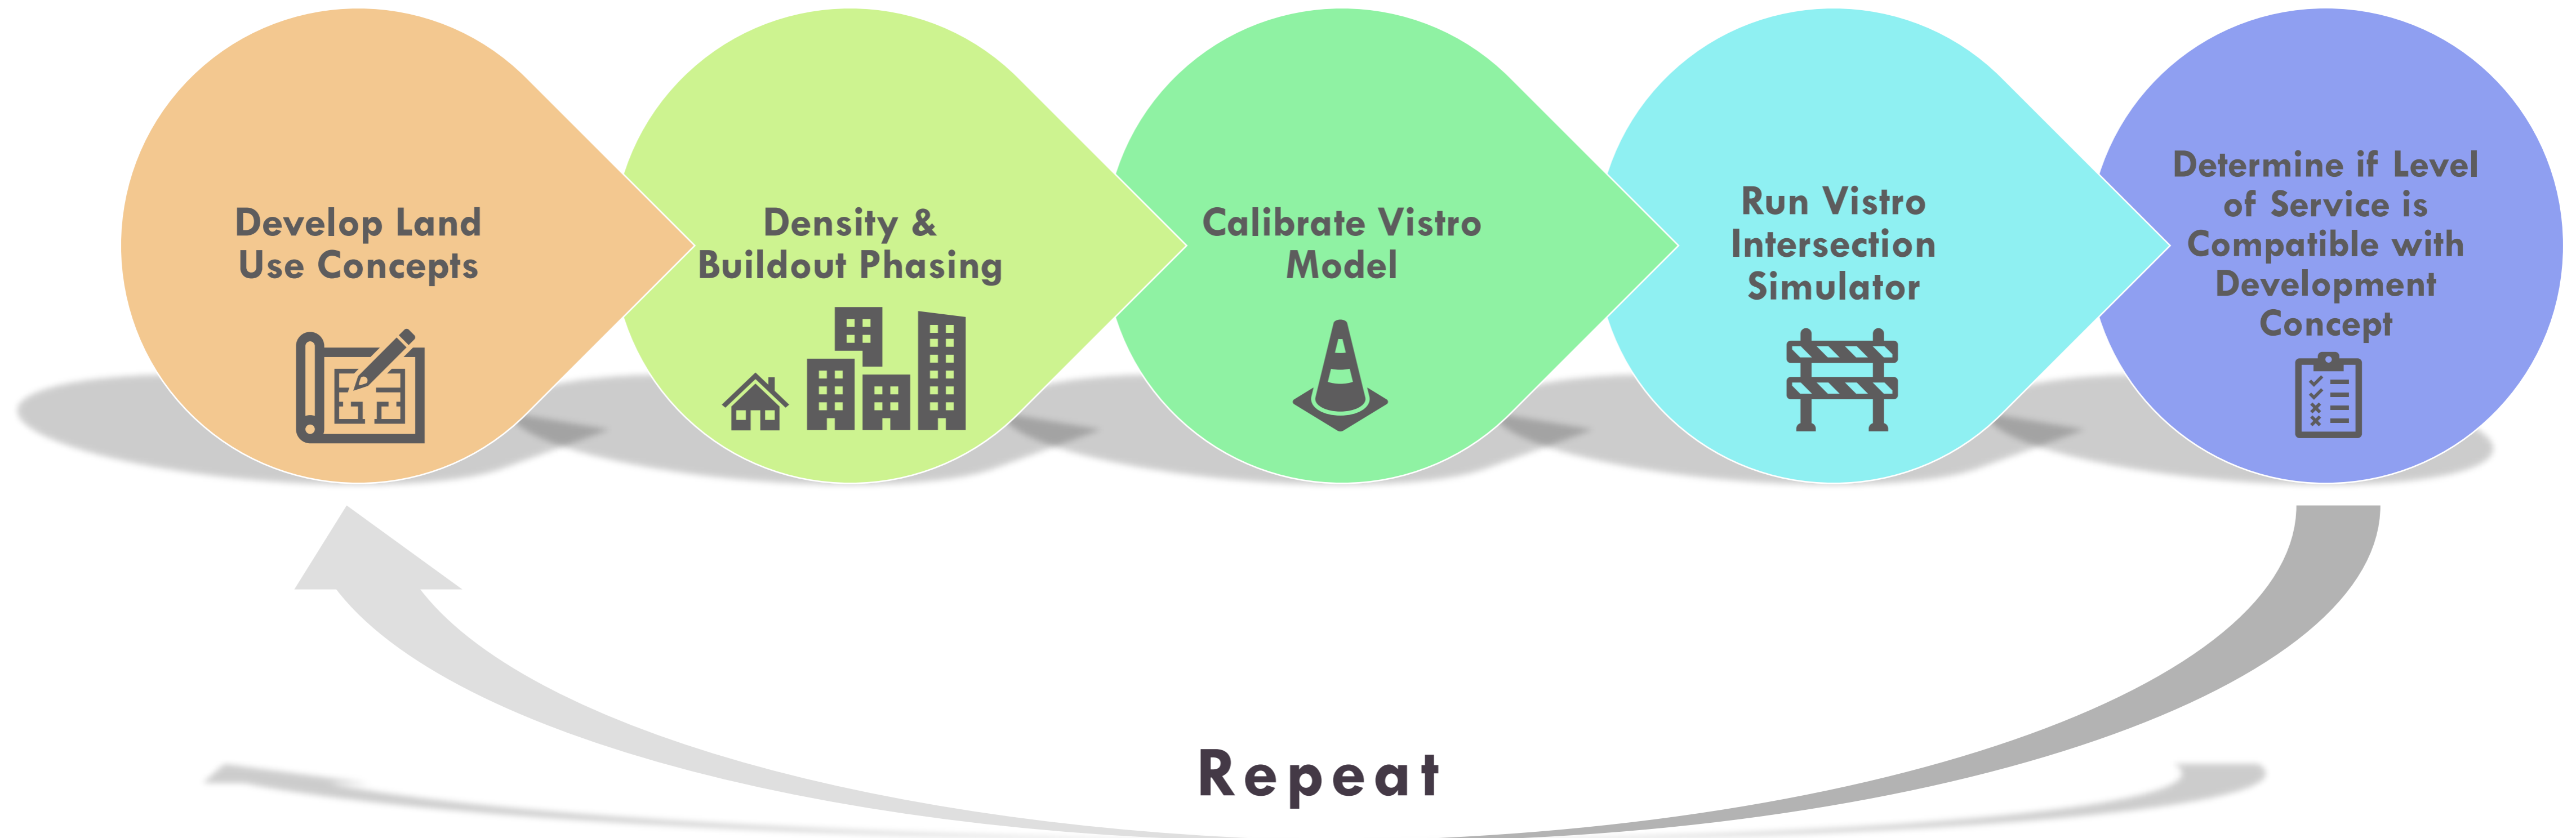 Develop Land
Use Concepts
Density &
Buildout Phasing
Calibrate Vistro
Model
Run Vistro
Intersection
Simulator
Determine if Level
of Service is
Compatible with
Development
Concept
Repeat